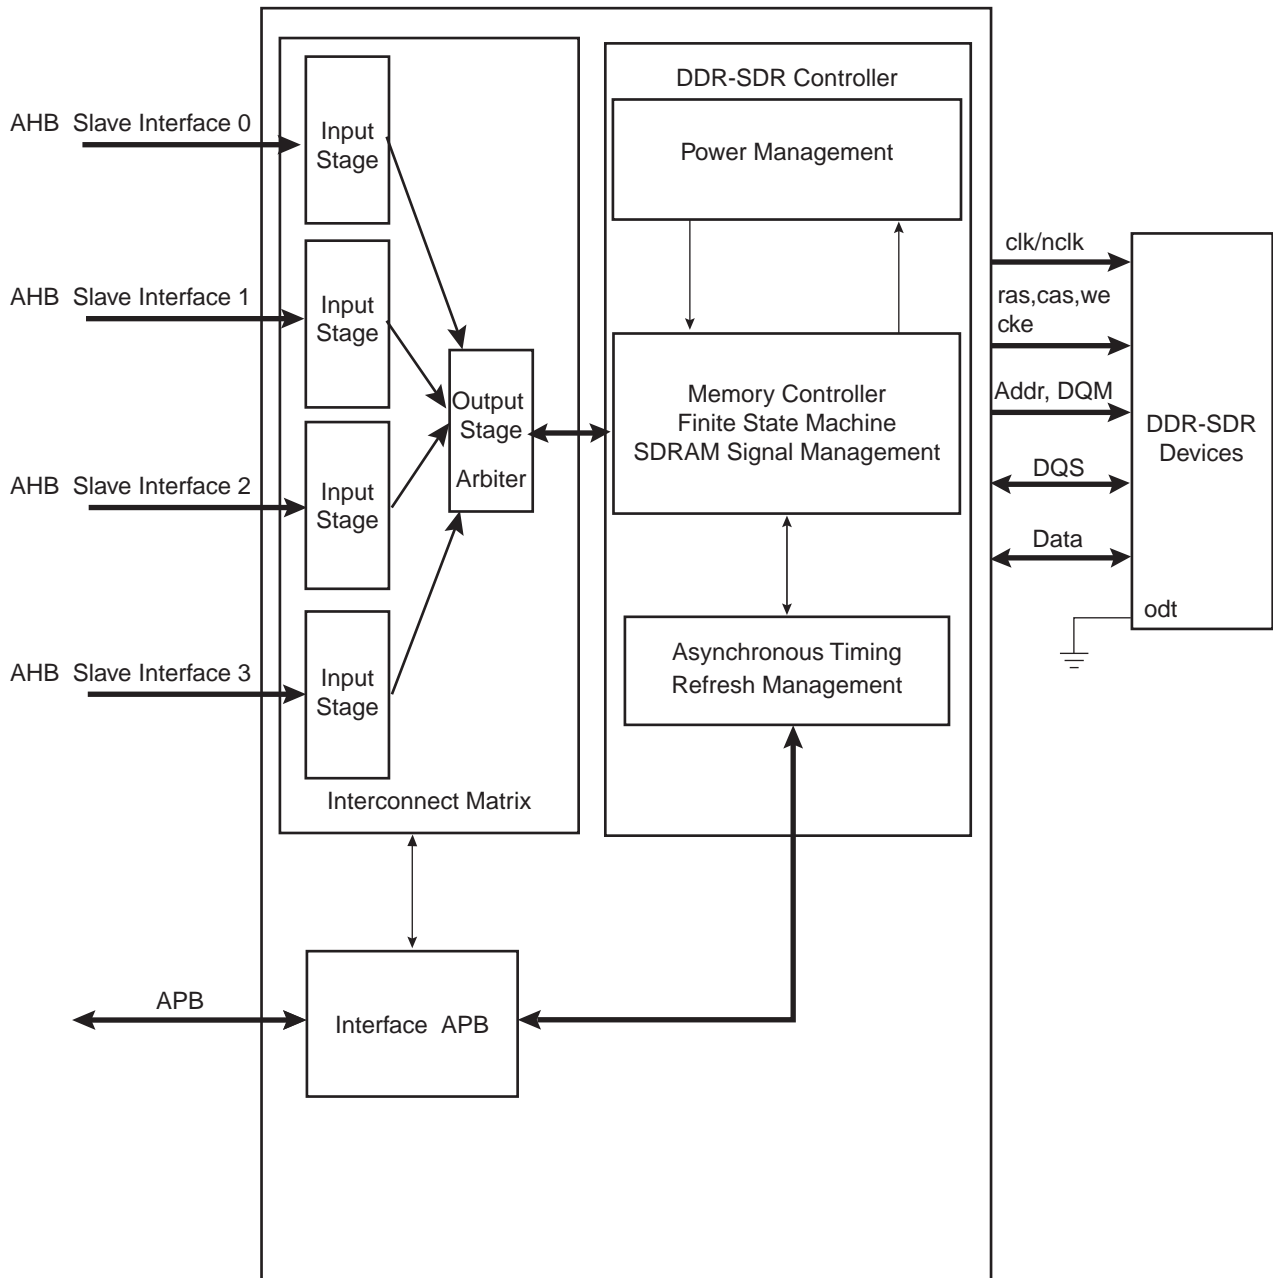 AHB  Slave Interface 0
AHB  Slave Interface 1
AHB  Slave Interface 2
AHB  Slave Interface 3
Input
Stage
Input
Stage
Input
Stage
Input
Stage
Output
Stage
Arbiter
Interconnect Matrix
DDR-SDR Controller
Power Management
Memory Controller
Finite State Machine
SDRAM Signal Management
Asynchronous Timing
Refresh Management
clk/nclk
ras,cas,we
cke
Addr, DQM
DQS
Data
DDR-SDR
Devices
odt
APB
Interface  APB